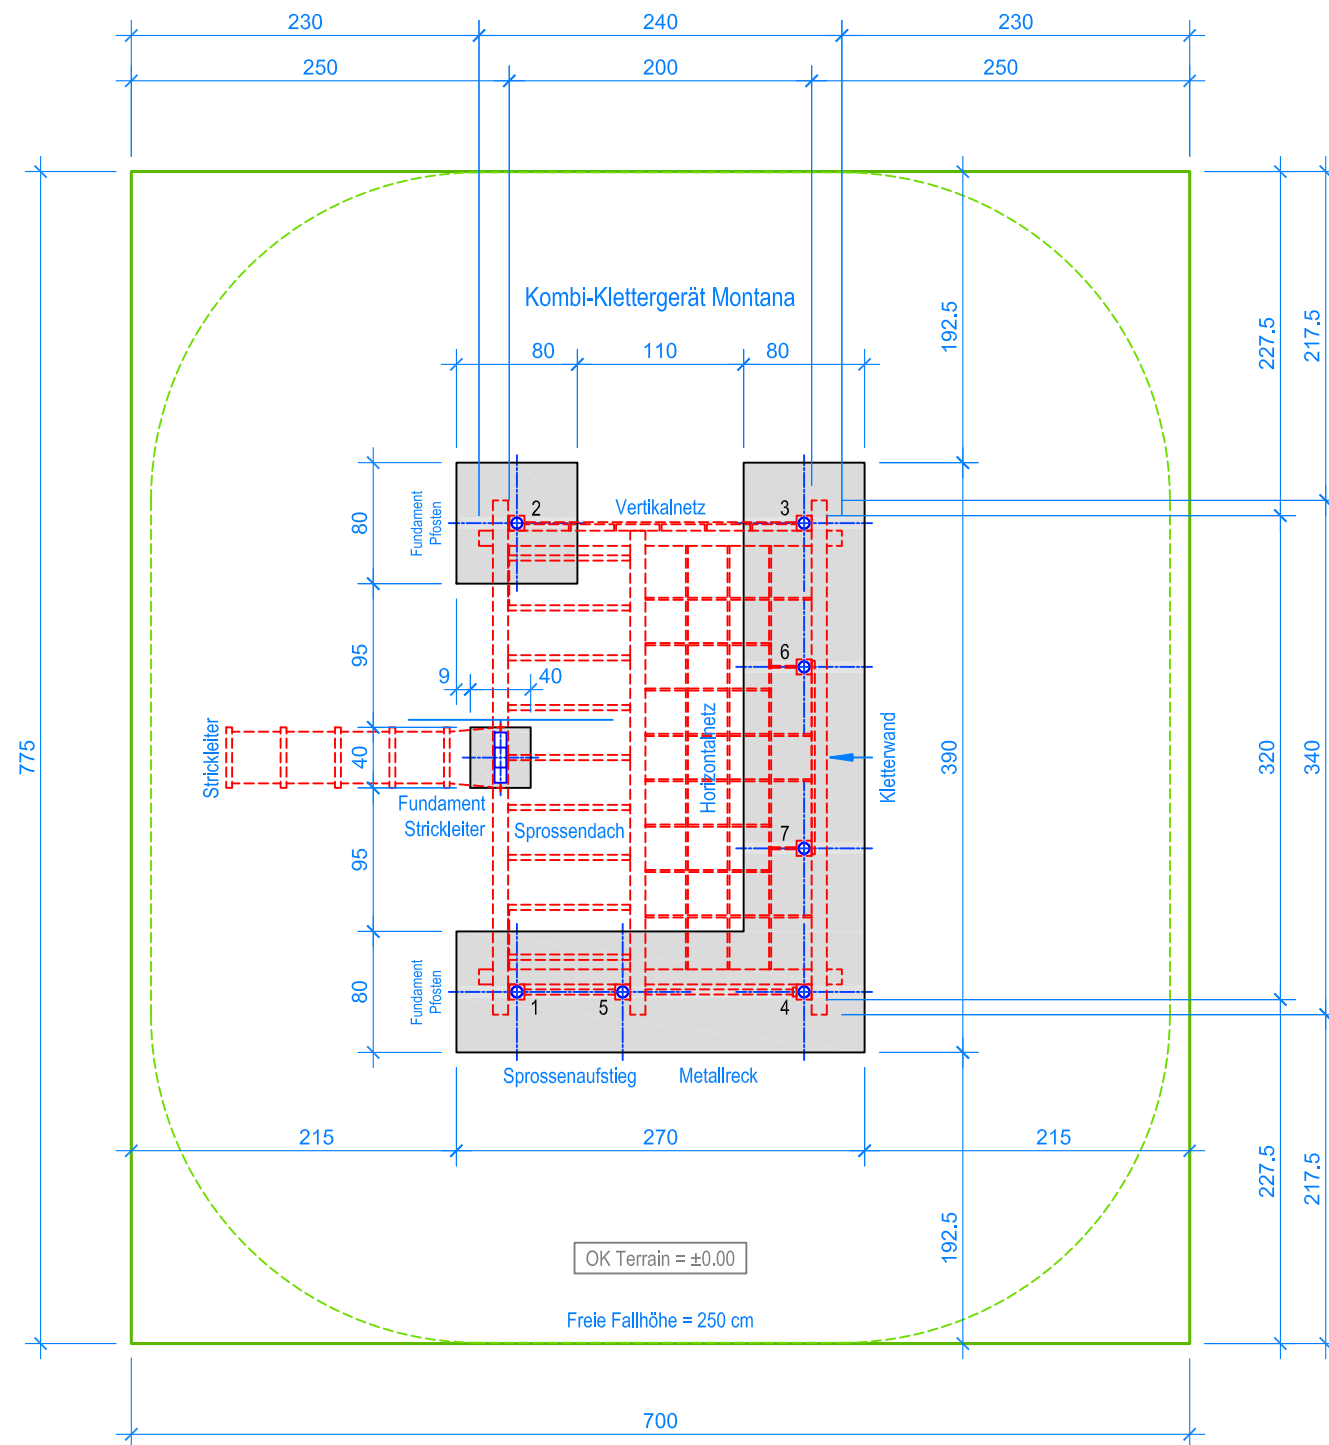 230
240
230
250
200
250
Kombi-Klettergerät Montana
192.5
227.5
217.5
80
110
80
2
Vertikalnetz
3
80
Fundament
Pfosten
95
6
9
40
775
Strickleiter
40
Horizontalnetz
Kletterwand
390
320
340
Fundament
Strickleiter
Sprossendach
7
95
80
Fundament
Pfosten
1
5
4
Sprossenaufstieg
Metallreck
215
270
215
192.5
227.5
217.5
OK Terrain = ±0.00
Freie Fallhöhe = 250 cm
700